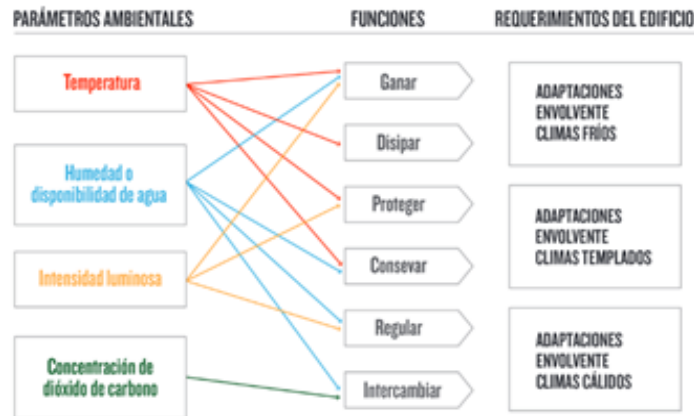 PARÁMETROS AMBIENTALES
FUNCIONES
REQUERIMIENTOS DEL EDIFICIO
Temperatura
Humedad o
disponibilidad de agua
Intensidad luminosa
Concentración de
dióxido de carbono
Ganar
Disipar
Proteger
Consevar
Regular
Intercambiar
ADAPTACIONES
ENVOLVENTE
CLIMAS FRÍOS
ADAPTACIONES
ENVOLVENTE
CLIMAS TEMPLADOS
ADAPTACIONES
ENVOLVENTE
CLIMAS CÁLIDOS